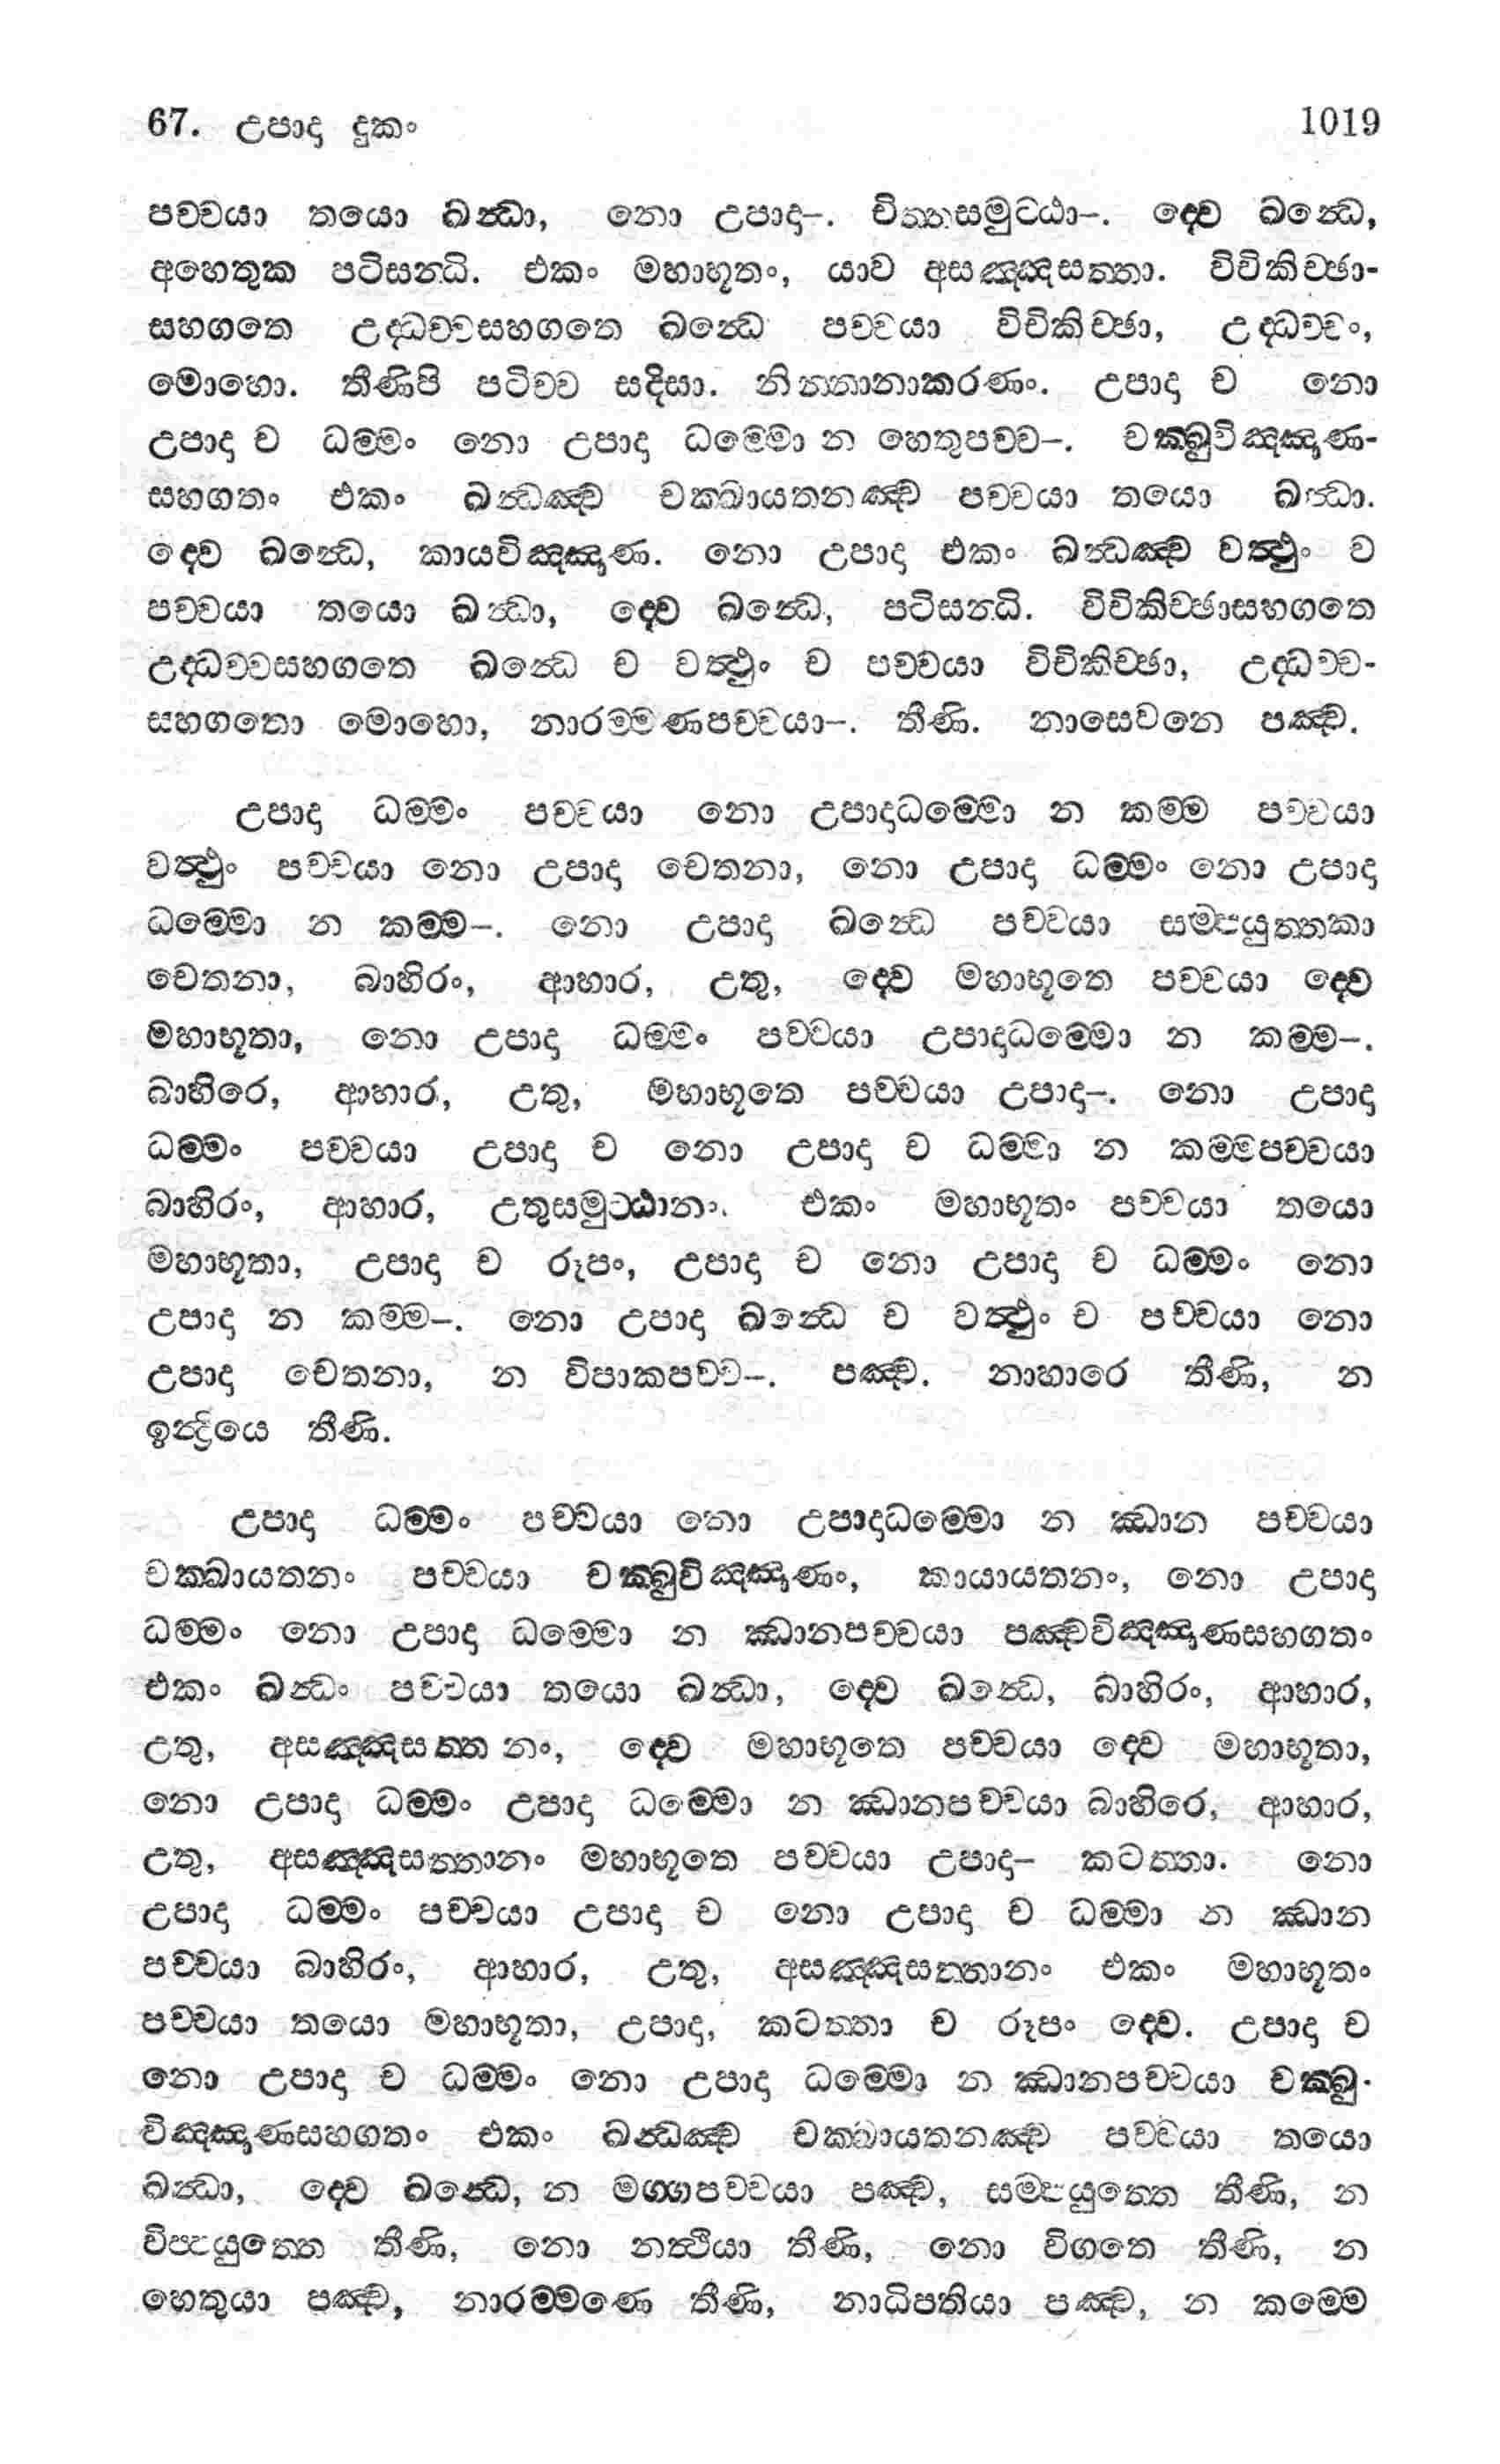 67. උපාදා දුකං 1019
පච්චයා තයො ඛන්ධා, නො උපාදා–. චිත්තසමුට්ඨා–. ද්වෙ ඛන්ධෙ,
අහෙතුක පටිසන්ධි. එකං මහාභූතං, යාව අසඤ්ඤසත්තා. විචිකිච්ඡා-
සහගතෙ උද්ධච්චසහගතෙ ඛන්ධෙ පච්චයා විචිකිච්ඡා, උද්ධච්චං,
මොහො. තීණිපි පටිච්ච සදිසා. නින්නානාකරණං. උපාදා ච නො
උපාදා ච ධම්මං නො උපාදා ධම්මො න හෙතුපච්ච–. චක්ඛුවිඤ්ඤාණ-
සහගතං එකං ඛන්ධඤ්ච චක්ඛායතනඤ්ච පච්චයා තයො ඛන්ධා.
ද්වෙ ඛන්ධෙ, කායවිඤ්ඤාණ. නො උපාදා එකං ඛන්ධඤ්ච වත්ථුං ච
පච්චයා තයො ඛන්ධා, ද්වෙ ඛන්ධෙ, පටිසන්ධි. විචිකිච්ඡාසහගතෙ
උද්ධච්චසහගතෙ ඛන්ධෙ ච වත්ථුං ච පච්චයා විචිකිච්ඡා, උද්ධච්ච-
සහගතො මොහො, නාරම්මණපච්චයා–. තීණි. නාසෙවනෙ පඤ්ච.
උපාදා ධම්මං පච්චයා නො උපාදාධම්මො න කම්ම පච්චයා
වත්ථුං පච්චයා නො උපාදා චෙතනා, නො උපාදා ධම්මං නො උපාදා
ධම්මො න කම්ම–. නො උපාදා ඛන්ධෙ පච්චයා සම්පයුත්තකා
චෙතනා, බාහිරං, ආහාර, උතු, ද්වෙ මහාභූතෙ පච්චයා ද්වෙ
මහාභූතා, නො උපාදා ධම්මං පච්චයා උපාදාධම්මො න කම්ම–.
බාහිරෙ, ආහාර, උතු, මහාභූතෙ පච්චයා උපාදා–. නො උපාදා
ධම්මං පච්චයා උපාදා ච නො උපාදා ච ධම්මා න කම්මපච්චයා
බාහිරං, ආහාර, උතුසමුට්ඨානං. එකං මහාභූතං පච්චයා තයො
මහාභූතා, උපාදා ච රූපං, උපාදා ච නො උපාදා ච ධම්මං නො
උපාදා න කම්ම–. නො උපාදා ඛන්ධෙ ච වත්ථුං ච පච්චයා නො
උපාදා චෙතනා, න විපාකපච්ච–. පඤ්ච. නාහාරෙ තීණි, න
ඉන්ද්‍රියෙ තීණි.
උපාදා ධම්මං පච්චයා නො උපාදාධම්මො න ඣාන පච්චයා
චක්ඛායතනං පච්චයා චක්ඛුවිඤ්ඤාණං, කායායතනං, නො උපාදා
ධම්මං නො උපාදා ධම්මො න ඣානපච්චයා පඤ්චවිඤ්ඤාණසහගතං
එකං ඛන්ධං පච්චයා තයො ඛන්ධා, ද්වෙ ඛන්ධෙ, බාහිරං, ආහාර,
උතු, අසඤ්ඤසත්ත නං, ද්වෙ මහාභූතෙ පච්චයා ද්වෙ මහාභූතා,
නො උපාදා ධම්මං උපාදා ධම්මො න ඣානපච්චයා බාහිරෙ, ආහාර,
උතු, අසඤ්ඤසත්තානං මහාභූතෙ පච්චයා උපාදා– කටත්තා. නො
උපාදා ධම්මං පච්චයා උපාදා ච නො උපාදා ච ධම්මා න ඣාන
පච්චයා බාහිරං, ආහාර, උතු, අසඤ්ඤසත්තානං එකං මහාභූතං
පච්චයා තයො මහාභූතා, උපාදා, කටත්තා ච රූපං ද්වෙ. උපාදා ච
නො උපාදා ච ධම්මං නො උපාදා ධම්මො න ඣානපච්චයා චක්ඛු-
විඤ්ඤාණසහගතං එකං ඛන්ධඤ්ච චක්ඛායතනඤ්ච පච්චයා තයො
ඛන්ධා, ද්වෙ ඛන්ධෙ, න මග්ගපච්චයා පඤ්ච, සම්පයුත්තෙ තීණි, න
විප්පයුත්තෙ තීණි, නො නත්ථියා තීණි, නො විගතෙ තීණි, න
හෙතුයා පඤ්ච, නාරම්මණෙ තීණි, නාධිපතියා පඤ්ච, න කම්මෙ